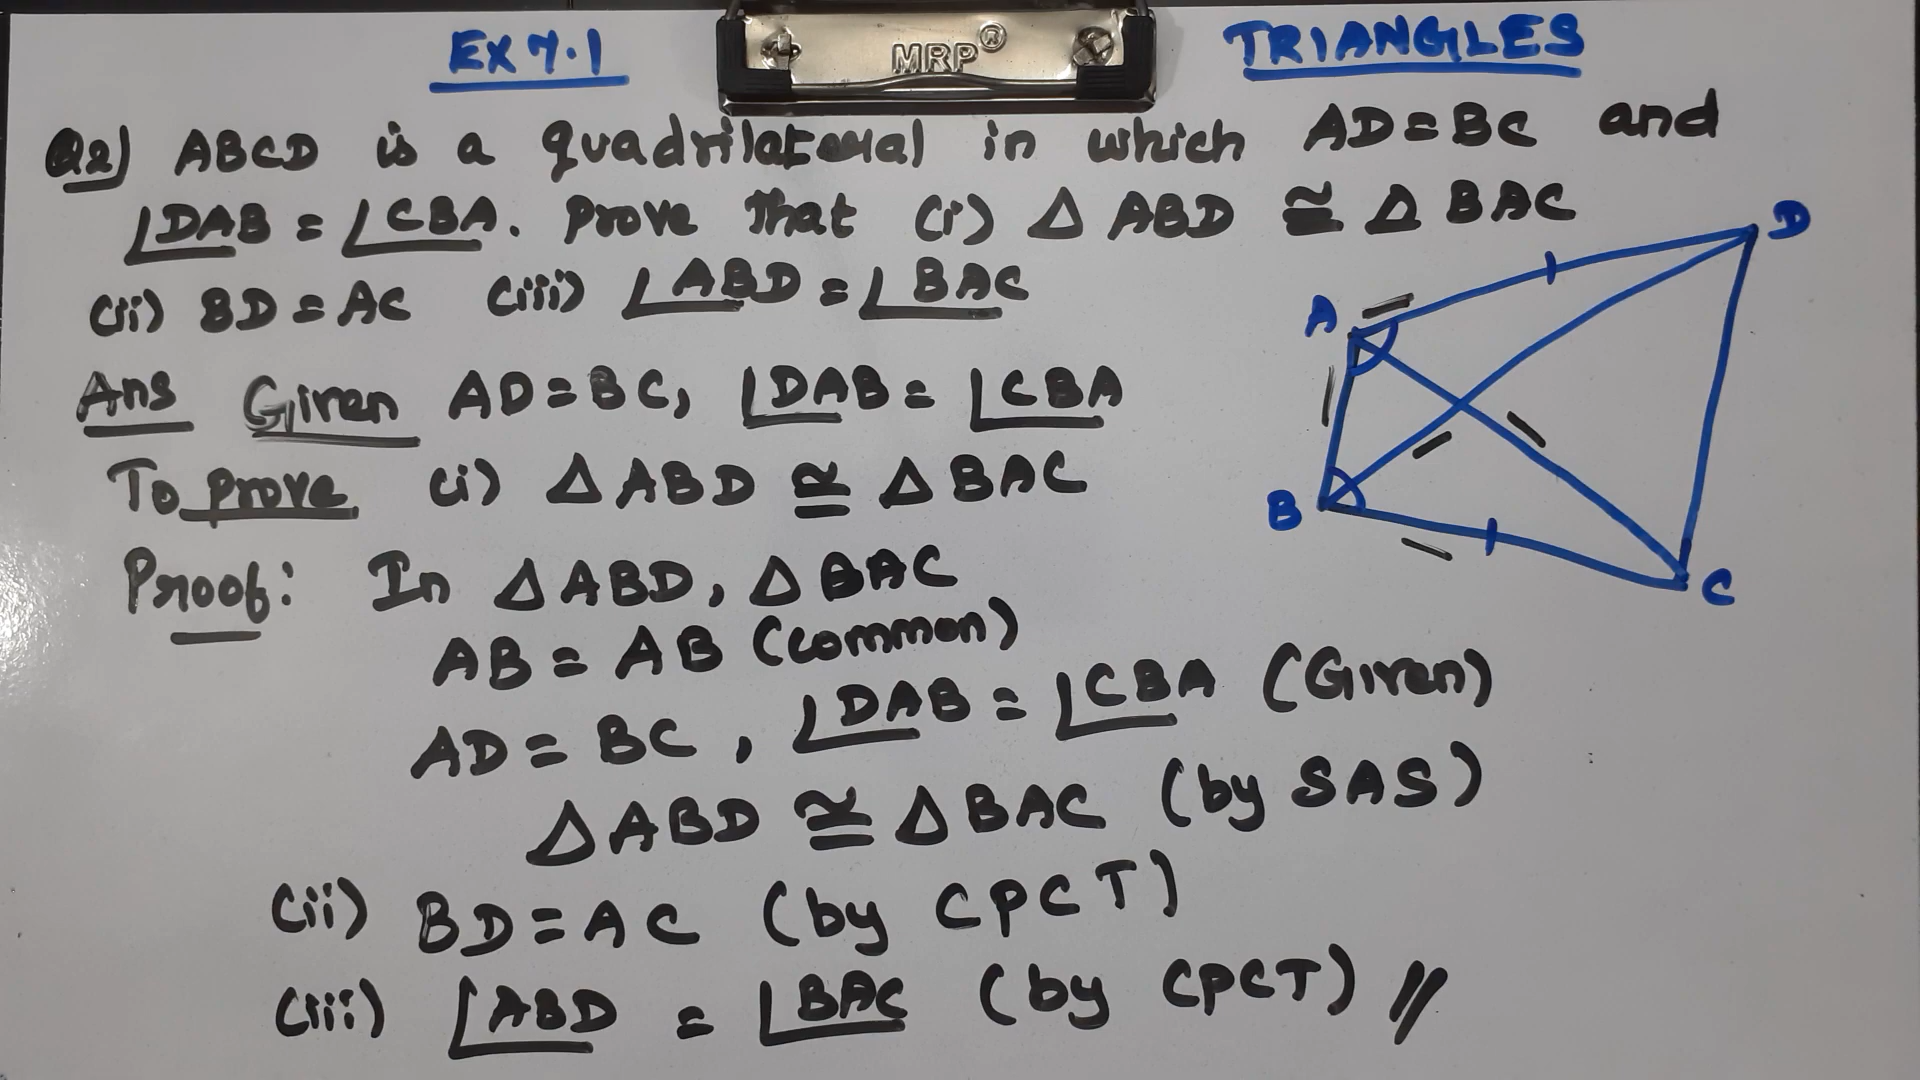 EX 7.1
MRP®
TRIANGLES
Q2) ABCD is a quadrilateral in which AD = BC and
∠DAB = ∠CBA. Prove that (i) △ ABD ≅ △ BAC
(ii) BD = AC (iii) ∠ABD = ∠BAC
Ans Given AD = BC, ∠DAB = ∠CBA
To prove (i) △ ABD ≅ △ BAC
Proof: In △ABD, △BAC
AB = AB (common)
AD = BC, ∠DAB = ∠CBA (Given)
△ABD ≅ △BAC (by SAS)
(ii) BD = AC (by CPCT)
(iii) ∠ABD = ∠BAC (by CPCT) //
D
A
B
C